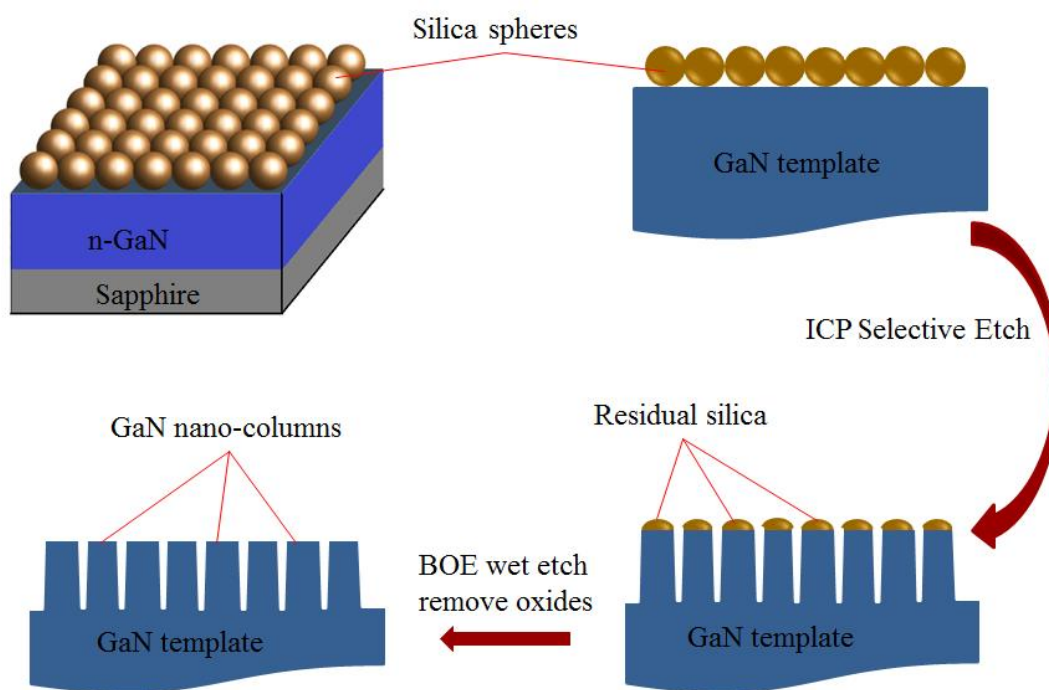 Silica spheres
GaN template
n-GaN
Sapphire
ICP Selective Etch
GaN nano-columns
Residual silica
BOE wet etch
remove oxides
GaN template
GaN template